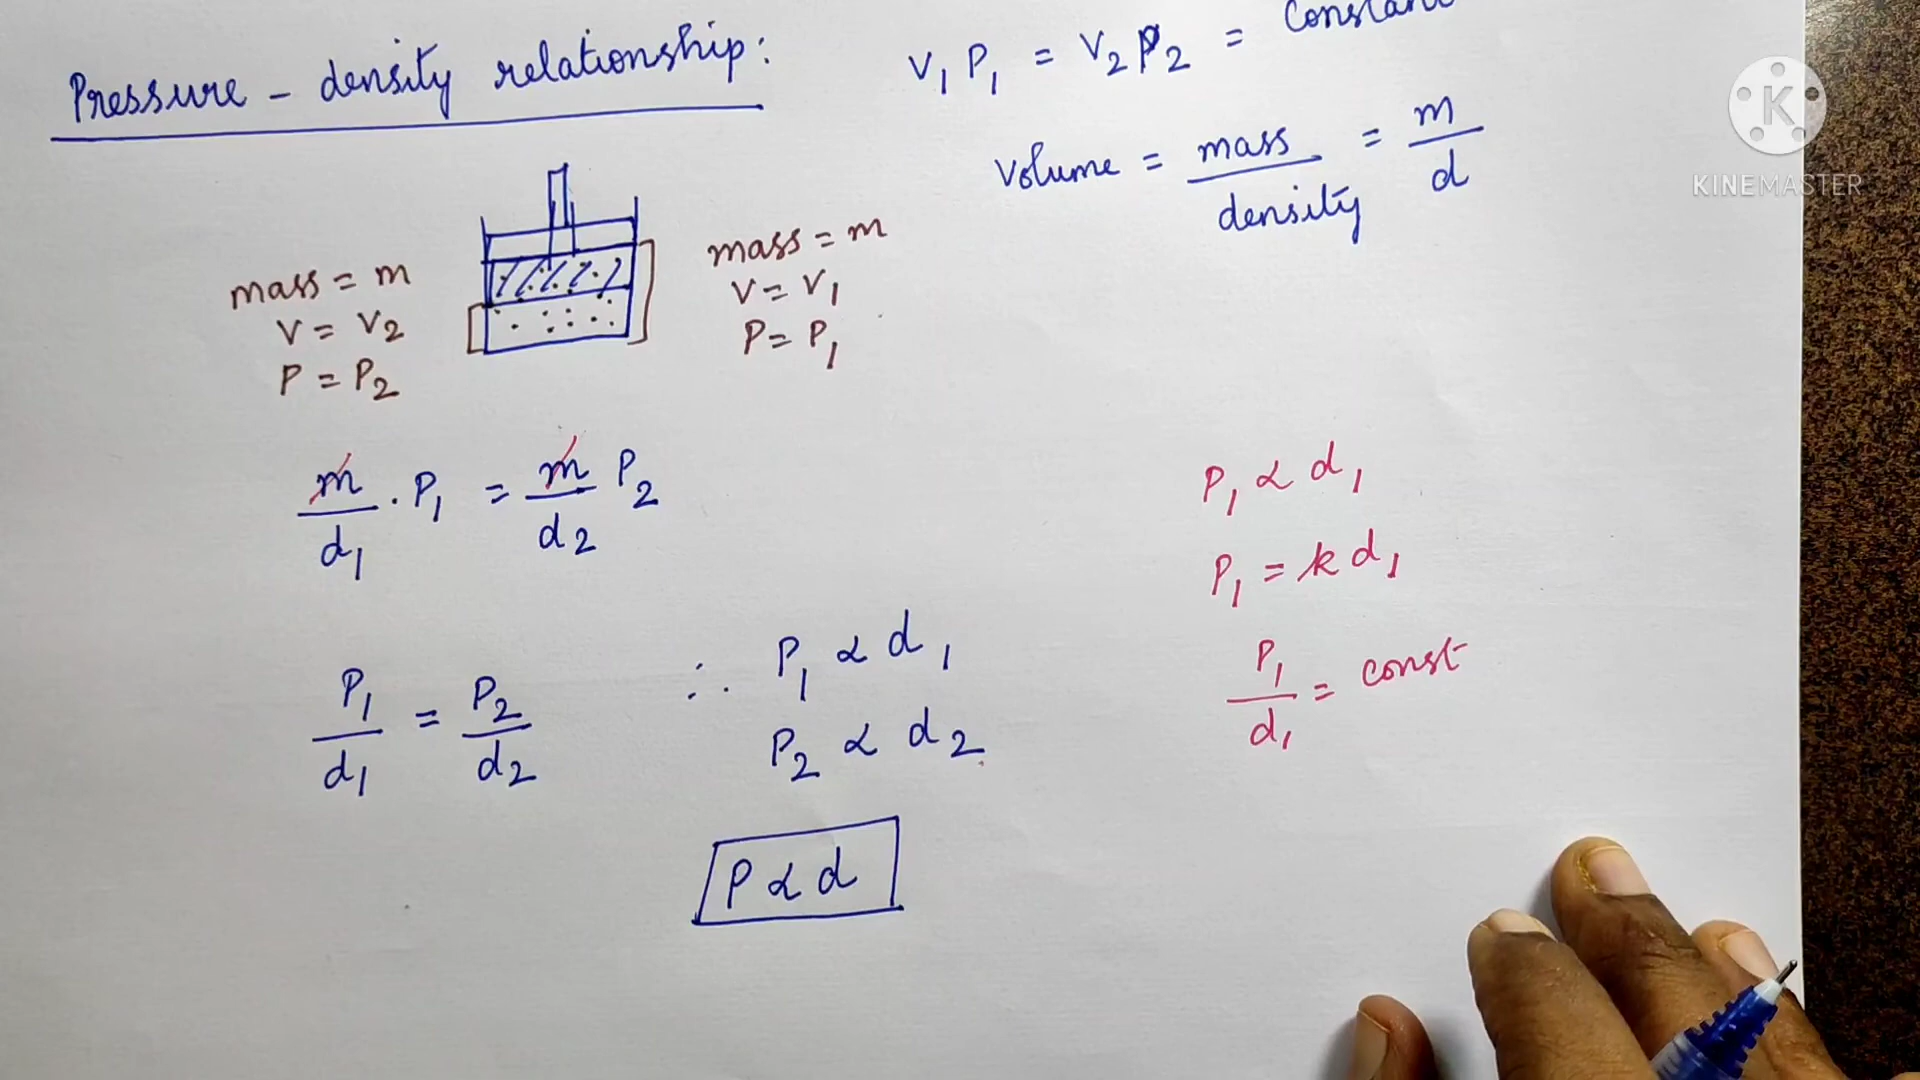 Pressure - density relationship:
V₁ P₁ = V₂ P₂ = Constant
Volume = mass / density = m / d
mass = m
V = V₂
P = P₂
mass = m
V = V₁
P = P₁
m/d₁ . P₁ = m/d₂ P₂
P₁/d₁ = P₂/d₂
∴ P₁ ∝ d₁
P₂ ∝ d₂
P ∝ d
P₁ ∝ d₁
P₁ = k d₁
P₁/d₁ = const
K
KINEMASTER